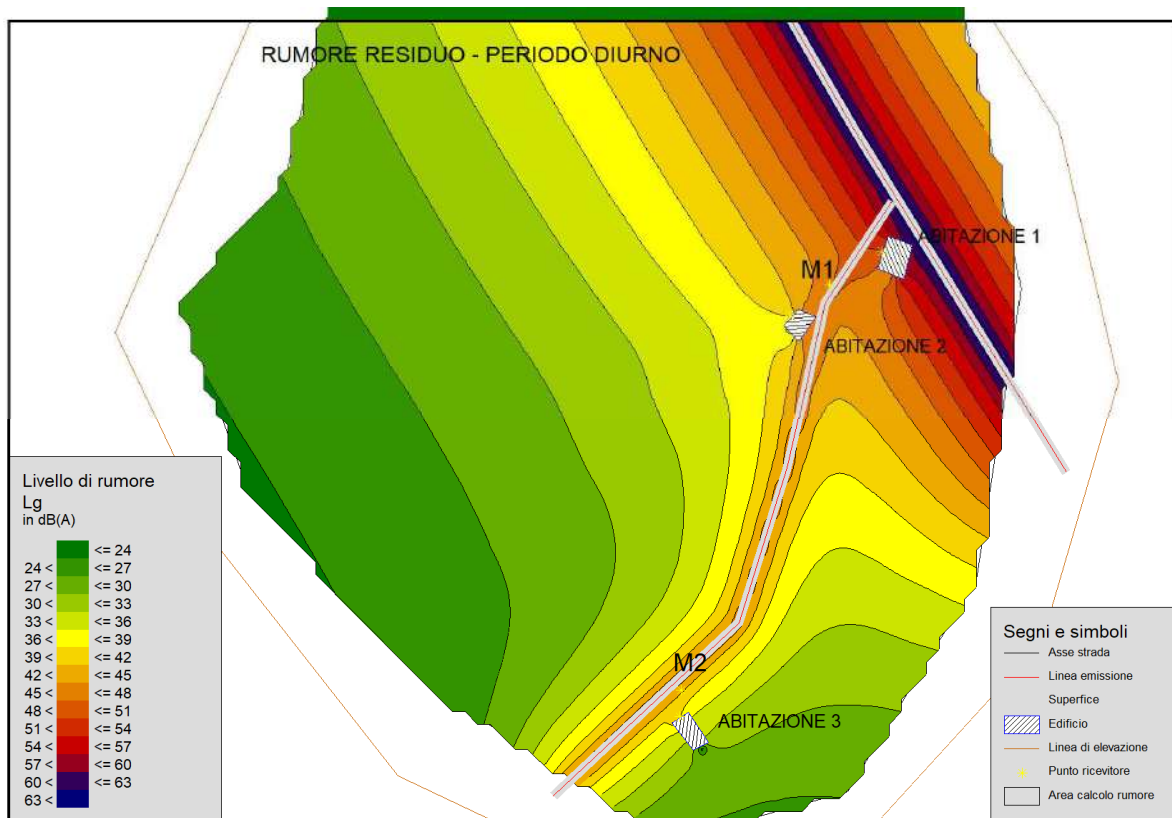 RUMORE RESIDUO - PERIODO DIURNO
ABITAZIONE 1
M1
ABITAZIONE 2
M2
ABITAZIONE 3
Livello di rumore
Lg
in dB(A)
<= 24
24 < <= 27
27 < <= 30
30 < <= 33
33 < <= 36
36 < <= 39
39 < <= 42
42 < <= 45
45 < <= 48
48 < <= 51
51 < <= 54
54 < <= 57
57 < <= 60
60 < <= 63
63 <
Segni e simboli
Asse strada
Linea emissione
Superfice
Edificio
Linea di elevazione
Punto ricevitore
Area calcolo rumore